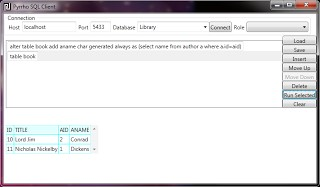 Pyrrho SQL Client
Connection
Host localhost Port 5433 Database Library Connect Role
alter table book add aname char generated always as (select name from author a where a.id=aid)
table book
Load
Save
Insert
Move Up
Move Down
Delete
Run Selected
Clear
ID TITLE AID ANAME
10 Lord Jim 2 Conrad
11 Nicholas Nickelby 1 Dickens